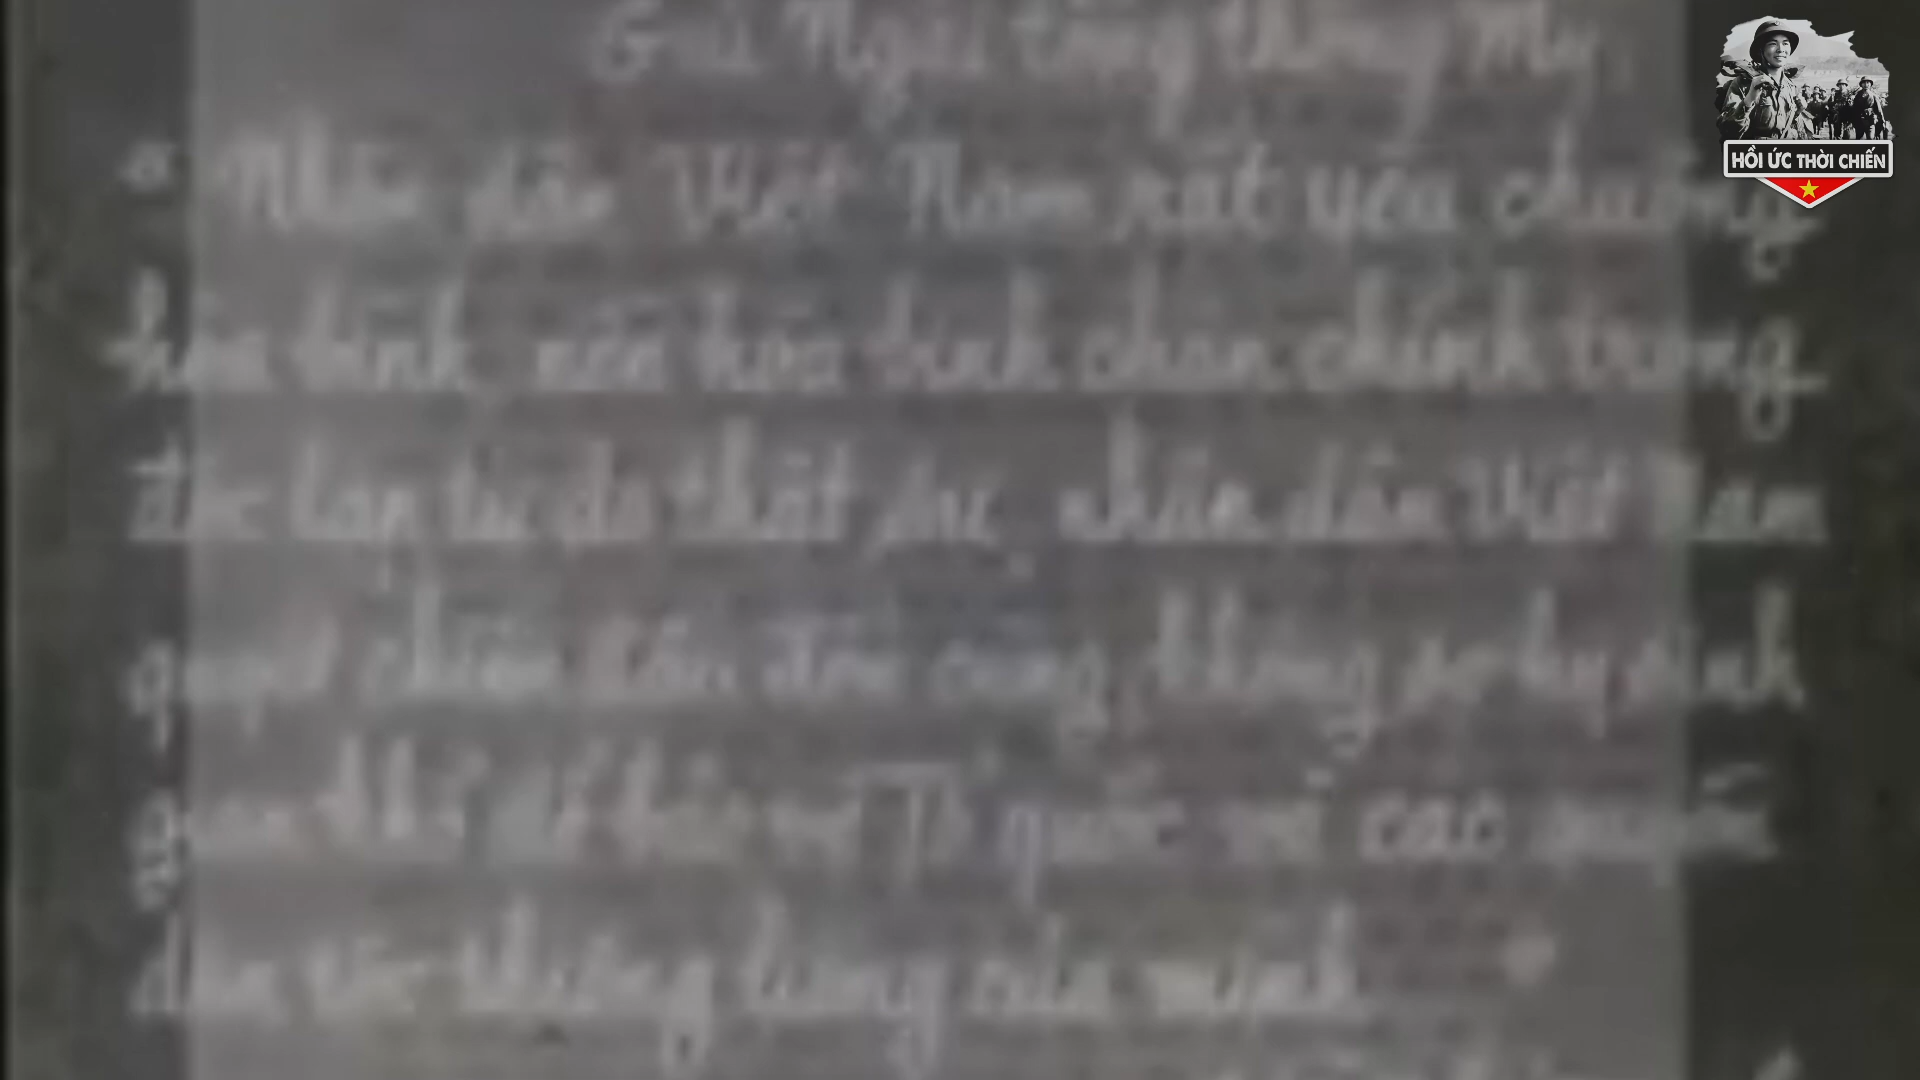 Gửi Ngài tổng thống Mỹ.
HỒI ỨC THỜI CHIẾN
" Nhân dân Việt Nam rất yêu chuộng
hòa bình, nền hòa bình chân chính trong
độc lập tự do thật sự, nhân dân Việt Nam
quyết chiến đấu đến cùng, không sợ hy sinh
gian khổ để bảo vệ Tổ quốc và các quyền
dân tộc thiêng liêng của mình "